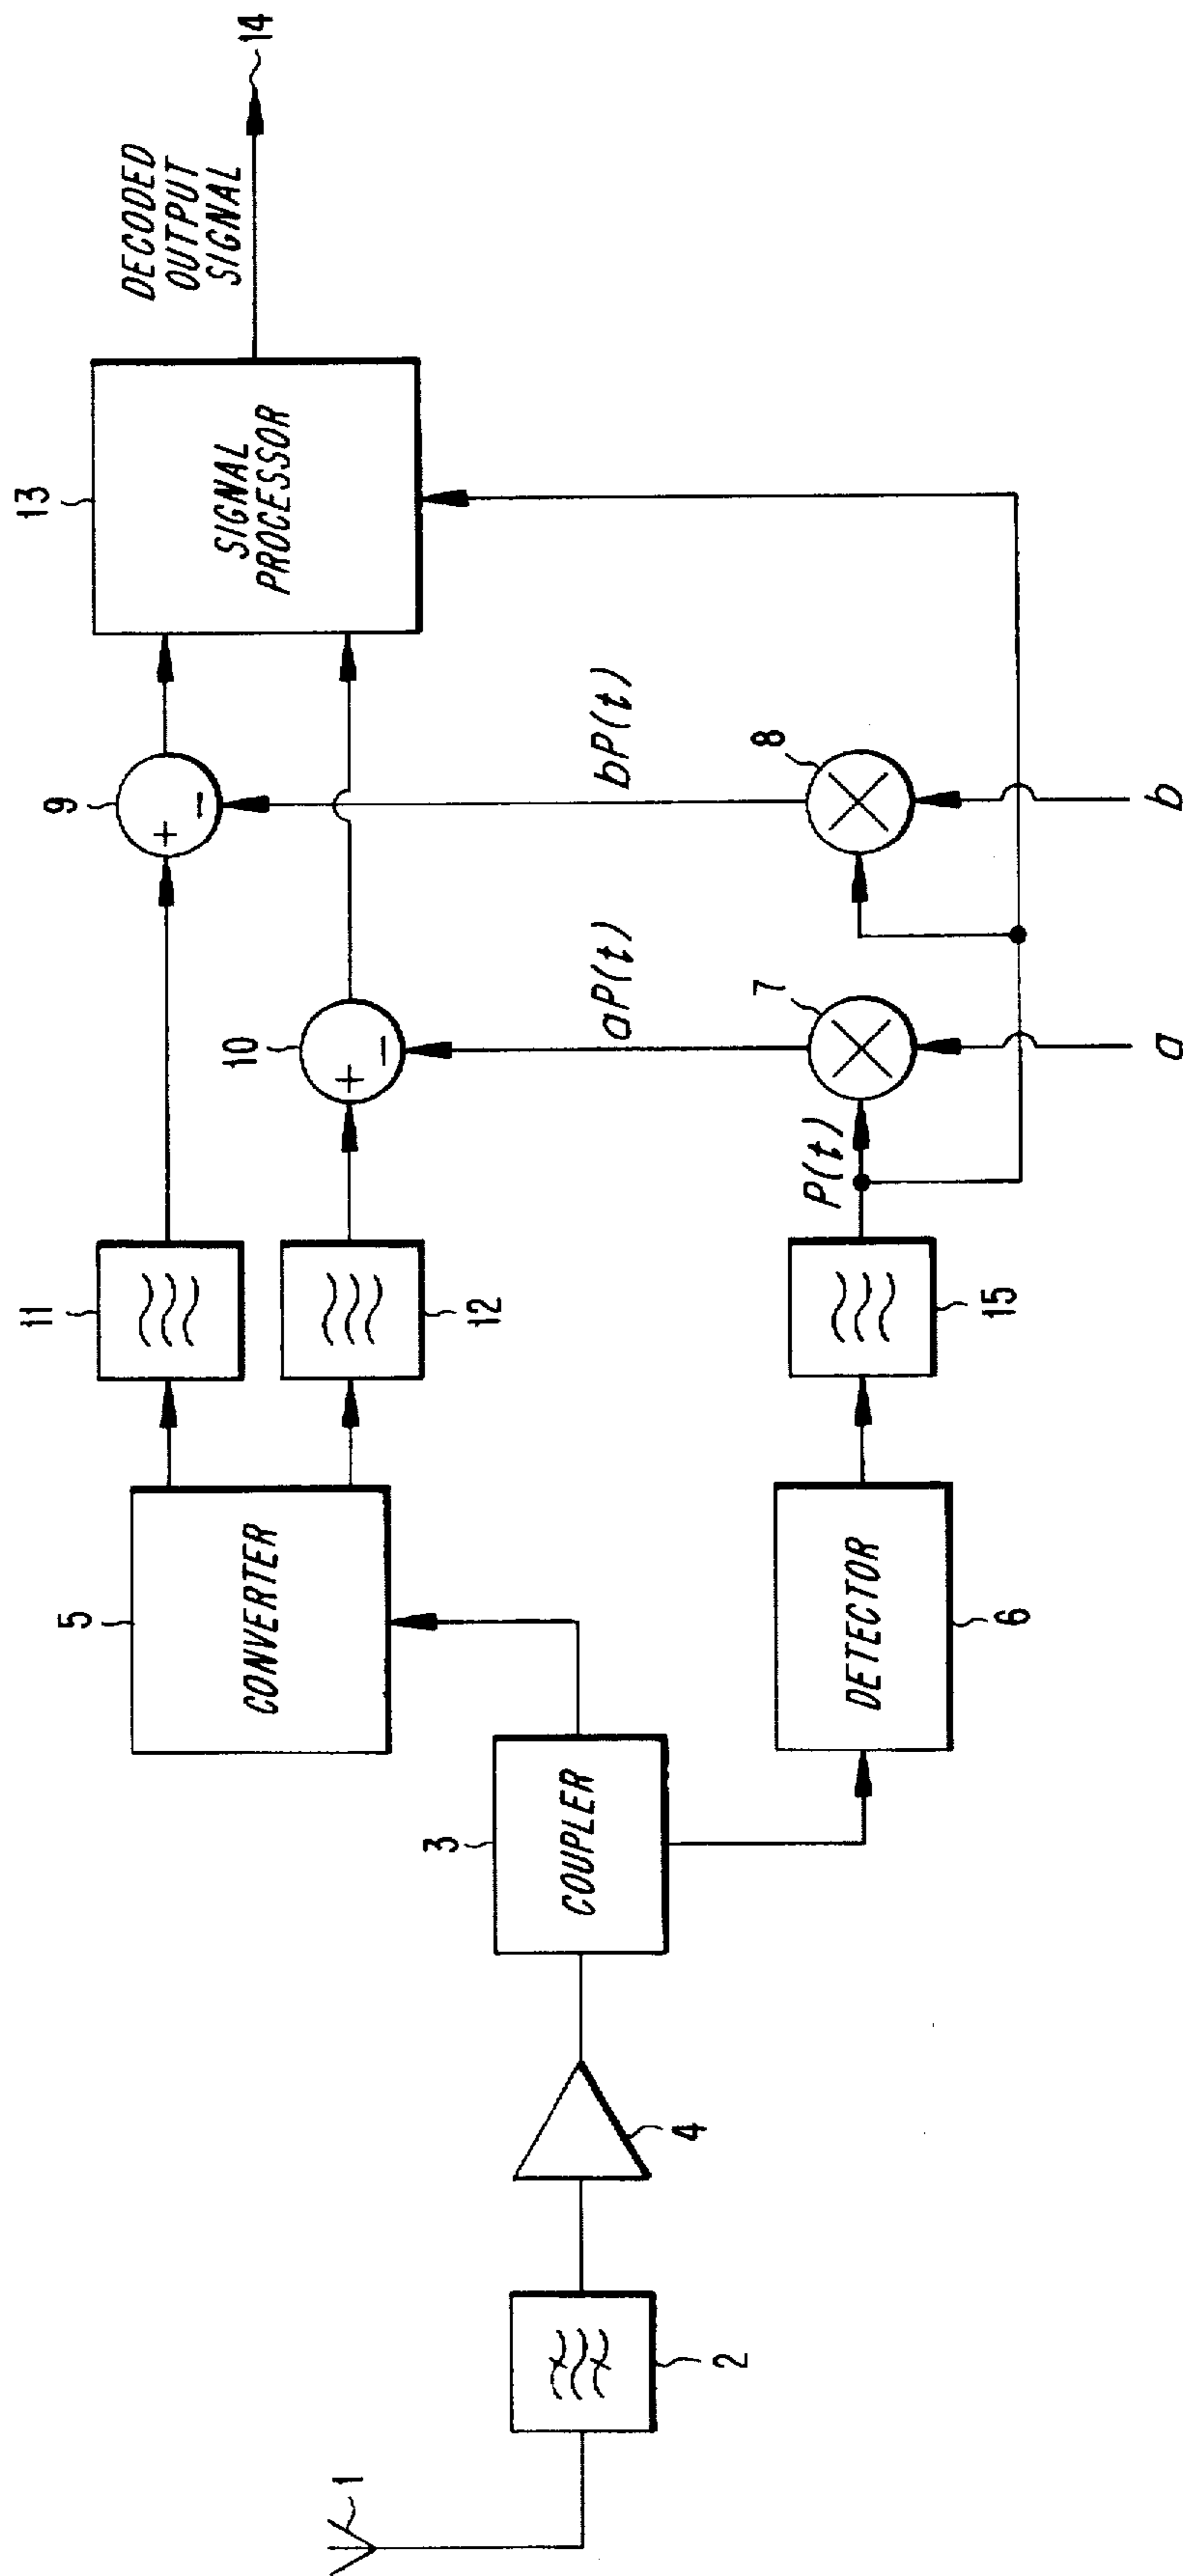 DECODED
OUTPUT
SIGNAL
14
13
SIGNAL
PROCESSOR
9
+
−
bP(t)
8
b
10
+
−
aP(t)
7
a
P(t)
11
12
15
5
CONVERTER
DETECTOR
6
3
COUPLER
4
2
1